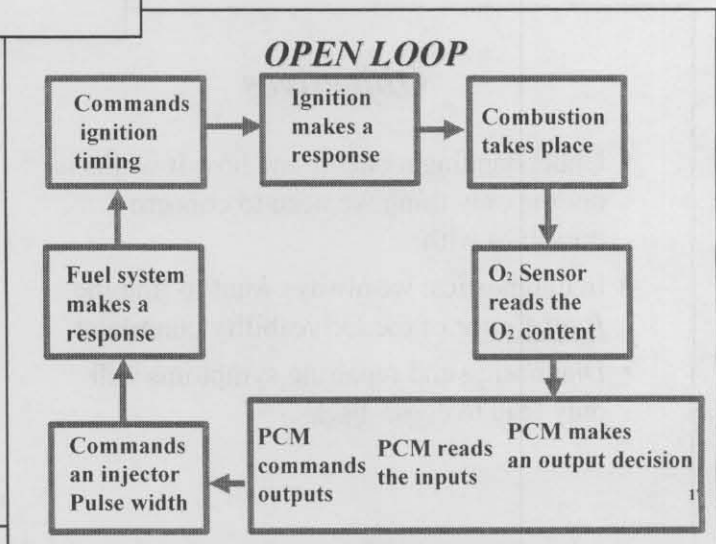 OPEN LOOP
Commands
ignition
timing
Ignition
makes a
response
Combustion
takes place
Fuel system
makes a
response
O₂ Sensor
reads the
O₂ content
Commands
an injector
Pulse width
PCM
commands
outputs
PCM reads
the inputs
PCM makes
an output decision